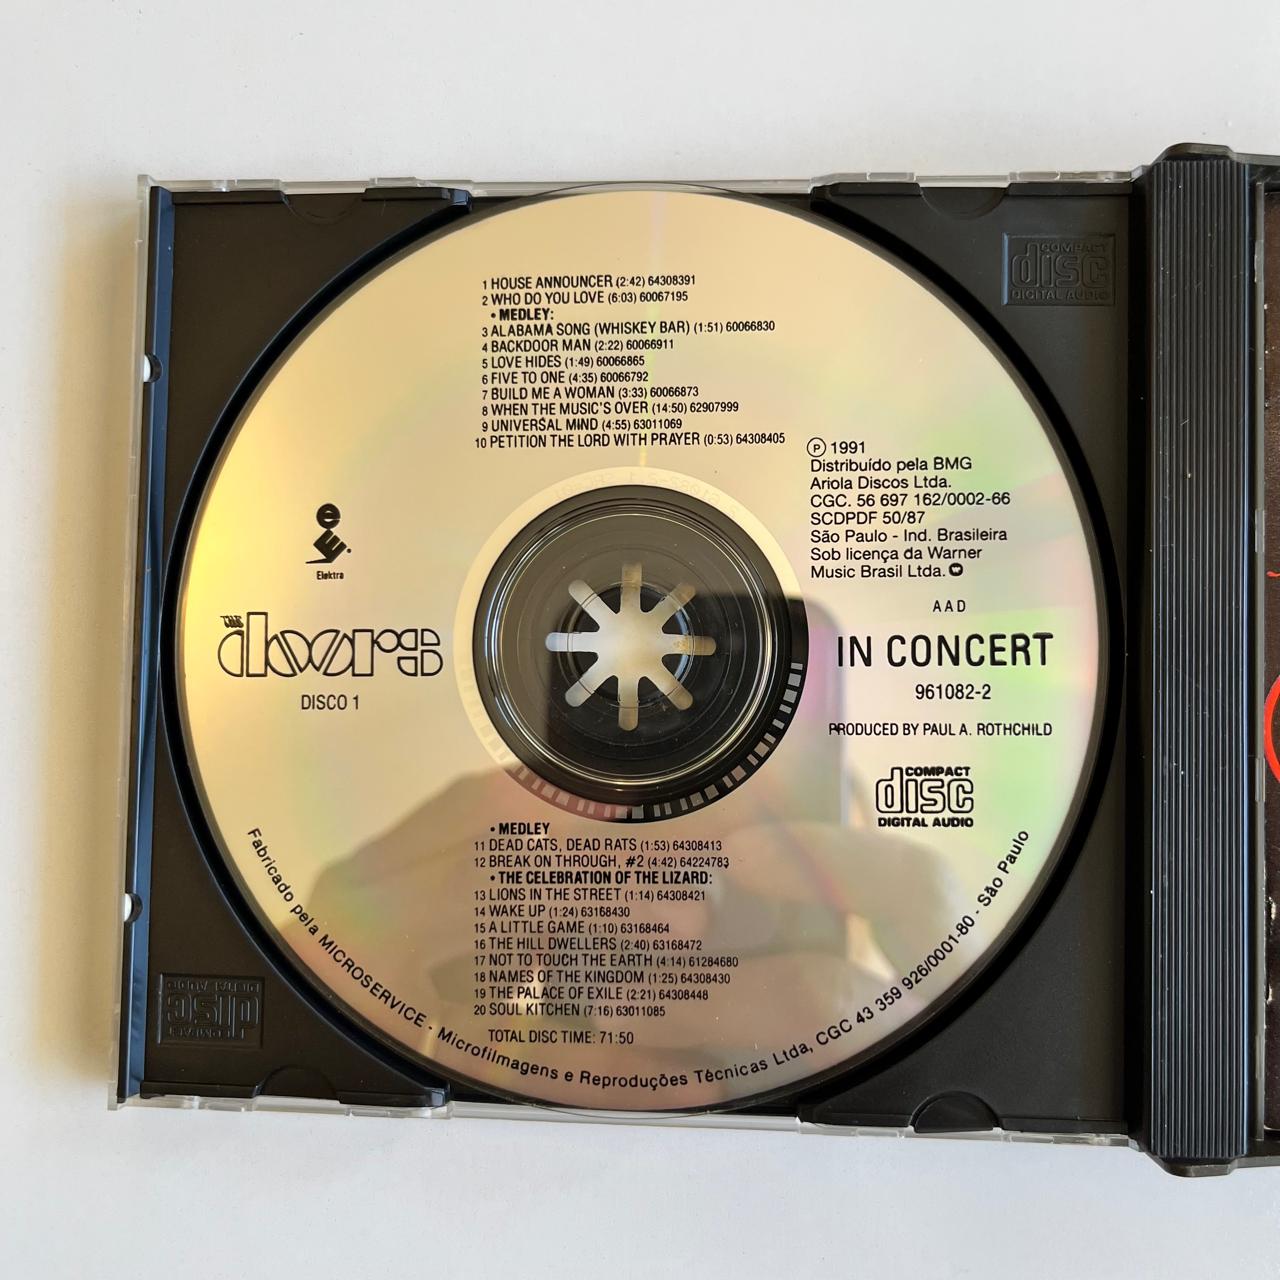 1 HOUSE ANNOUNCER (2:42) 64308391
2 WHO DO YOU LOVE (6:03) 60067195
• MEDLEY:
3 ALABAMA SONG (WHISKEY BAR) (1:51) 60066830
4 BACKDOOR MAN (2:22) 60066911
5 LOVE HIDES (1:49) 60066865
6 FIVE TO ONE (4:35) 60066792
7 BUILD ME A WOMAN (3:33) 60066873
8 WHEN THE MUSIC'S OVER (14:50) 62907999
9 UNIVERSAL MIND (4:55) 63011069
10 PETITION THE LORD WITH PRAYER (0:53) 64308405
℗ 1991
Distribuído pela BMG
Ariola Discos Ltda.
CGC. 56 697 162/0002-66
SCDPDF 50/87
São Paulo - Ind. Brasileira
Sob licença da Warner
Music Brasil Ltda.
Elektra
THE doors
DISCO 1
AAD
IN CONCERT
961082-2
PRODUCED BY PAUL A. ROTHCHILD
COMPACT
disc
DIGITAL AUDIO
• MEDLEY
11 DEAD CATS, DEAD RATS (1:53) 64308413
12 BREAK ON THROUGH, #2 (4:42) 64224783
• THE CELEBRATION OF THE LIZARD:
13 LIONS IN THE STREET (1:14) 64308421
14 WAKE UP (1:24) 63168430
15 A LITTLE GAME (1:10) 63168464
16 THE HILL DWELLERS (2:40) 63168472
17 NOT TO TOUCH THE EARTH (4:14) 61284680
18 NAMES OF THE KINGDOM (1:25) 64308430
19 THE PALACE OF EXILE (2:21) 64308448
20 SOUL KITCHEN (7:16) 63011085
TOTAL DISC TIME: 71:50
Fabricado pela MICROSERVICE - Microfilmagens e Reproduções Técnicas Ltda, CGC 43 359 926/0001-80 - São Paulo
COMPACT
disc
DIGITAL AUDIO
COMPACT
disc
DIGITAL AUDIO